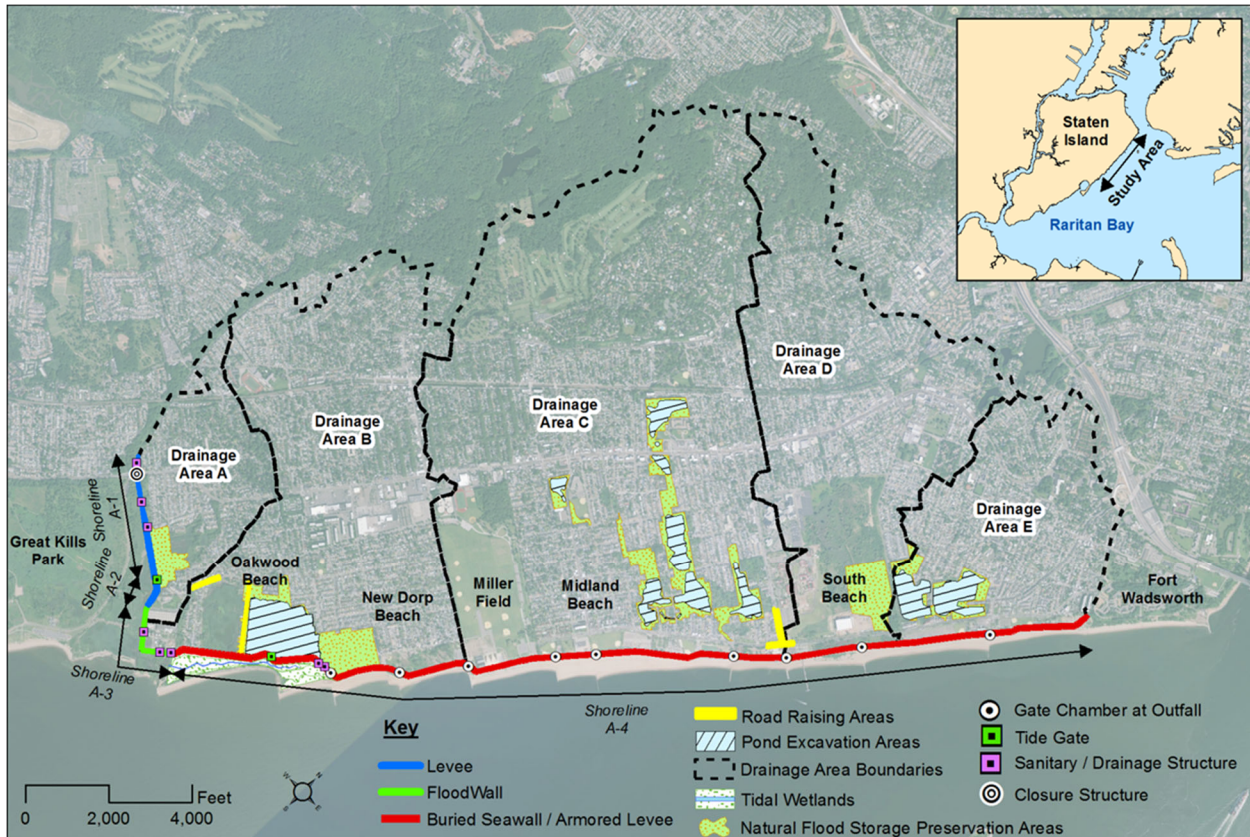 Staten
Island
Study Area
Raritan Bay
Drainage
Area D
Drainage
Area C
Drainage
Area B
Drainage
Area A
Drainage
Area E
Shoreline
A-1
Great Kills
Park
Shoreline
A-2
Oakwood
Beach
New Dorp
Beach
Miller
Field
Midland
Beach
South
Beach
Fort
Wadsworth
Shoreline
A-3
Shoreline
A-4
Key
Levee
FloodWall
Buried Seawall / Armored Levee
Road Raising Areas
Pond Excavation Areas
Drainage Area Boundaries
Tidal Wetlands
Natural Flood Storage Preservation Areas
Gate Chamber at Outfall
Tide Gate
Sanitary / Drainage Structure
Closure Structure
Feet
0 2,000 4,000